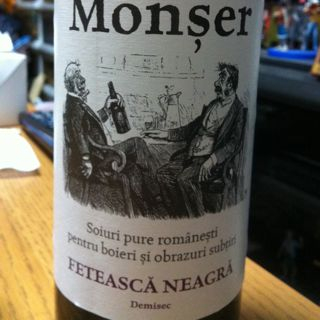 Monșer
Soiuri pure românești
pentru boieri și obrazuri subțiri
FETEASCĂ NEAGRĂ
Demisec